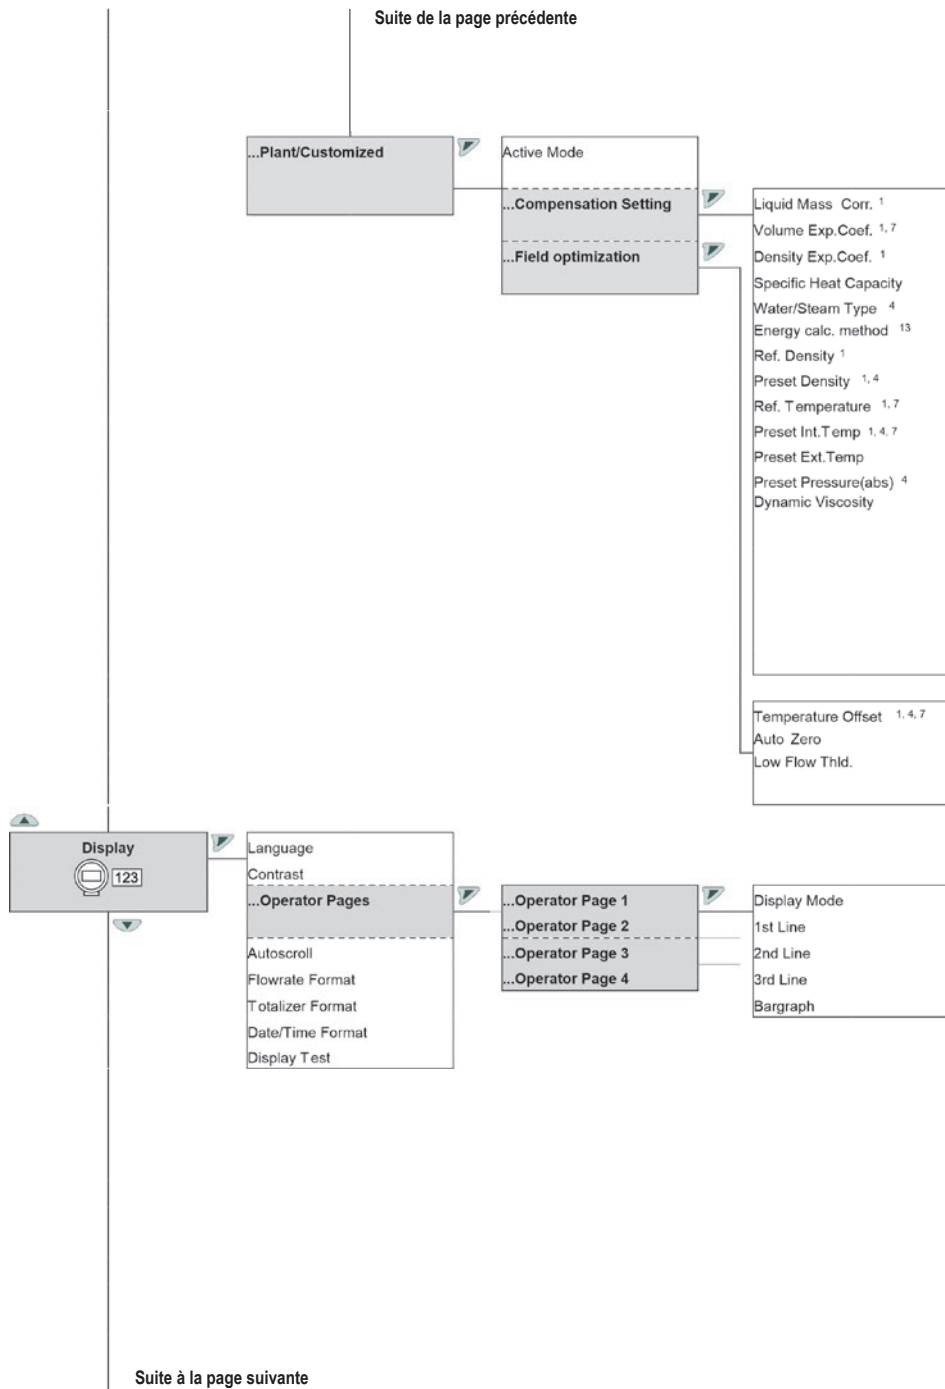 Suite de la page précédente
...Plant/Customized
Active Mode
...Compensation Setting
...Field optimization
Liquid Mass Corr. 1
Volume Exp.Coef. 1, 7
Density Exp.Coef. 1
Specific Heat Capacity
Water/Steam Type 4
Energy calc. method 13
Ref. Density 1
Preset Density 1, 4
Ref. Temperature 1, 7
Preset Int.Temp 1, 4, 7
Preset Ext.Temp
Preset Pressure(abs) 4
Dynamic Viscosity
Temperature Offset 1, 4, 7
Auto Zero
Low Flow Thld.
Display
123
Language
Contrast
...Operator Pages
Autoscroll
Flowrate Format
Totalizer Format
Date/Time Format
Display Test
...Operator Page 1
...Operator Page 2
...Operator Page 3
...Operator Page 4
Display Mode
1st Line
2nd Line
3rd Line
Bargraph
Suite à la page suivante